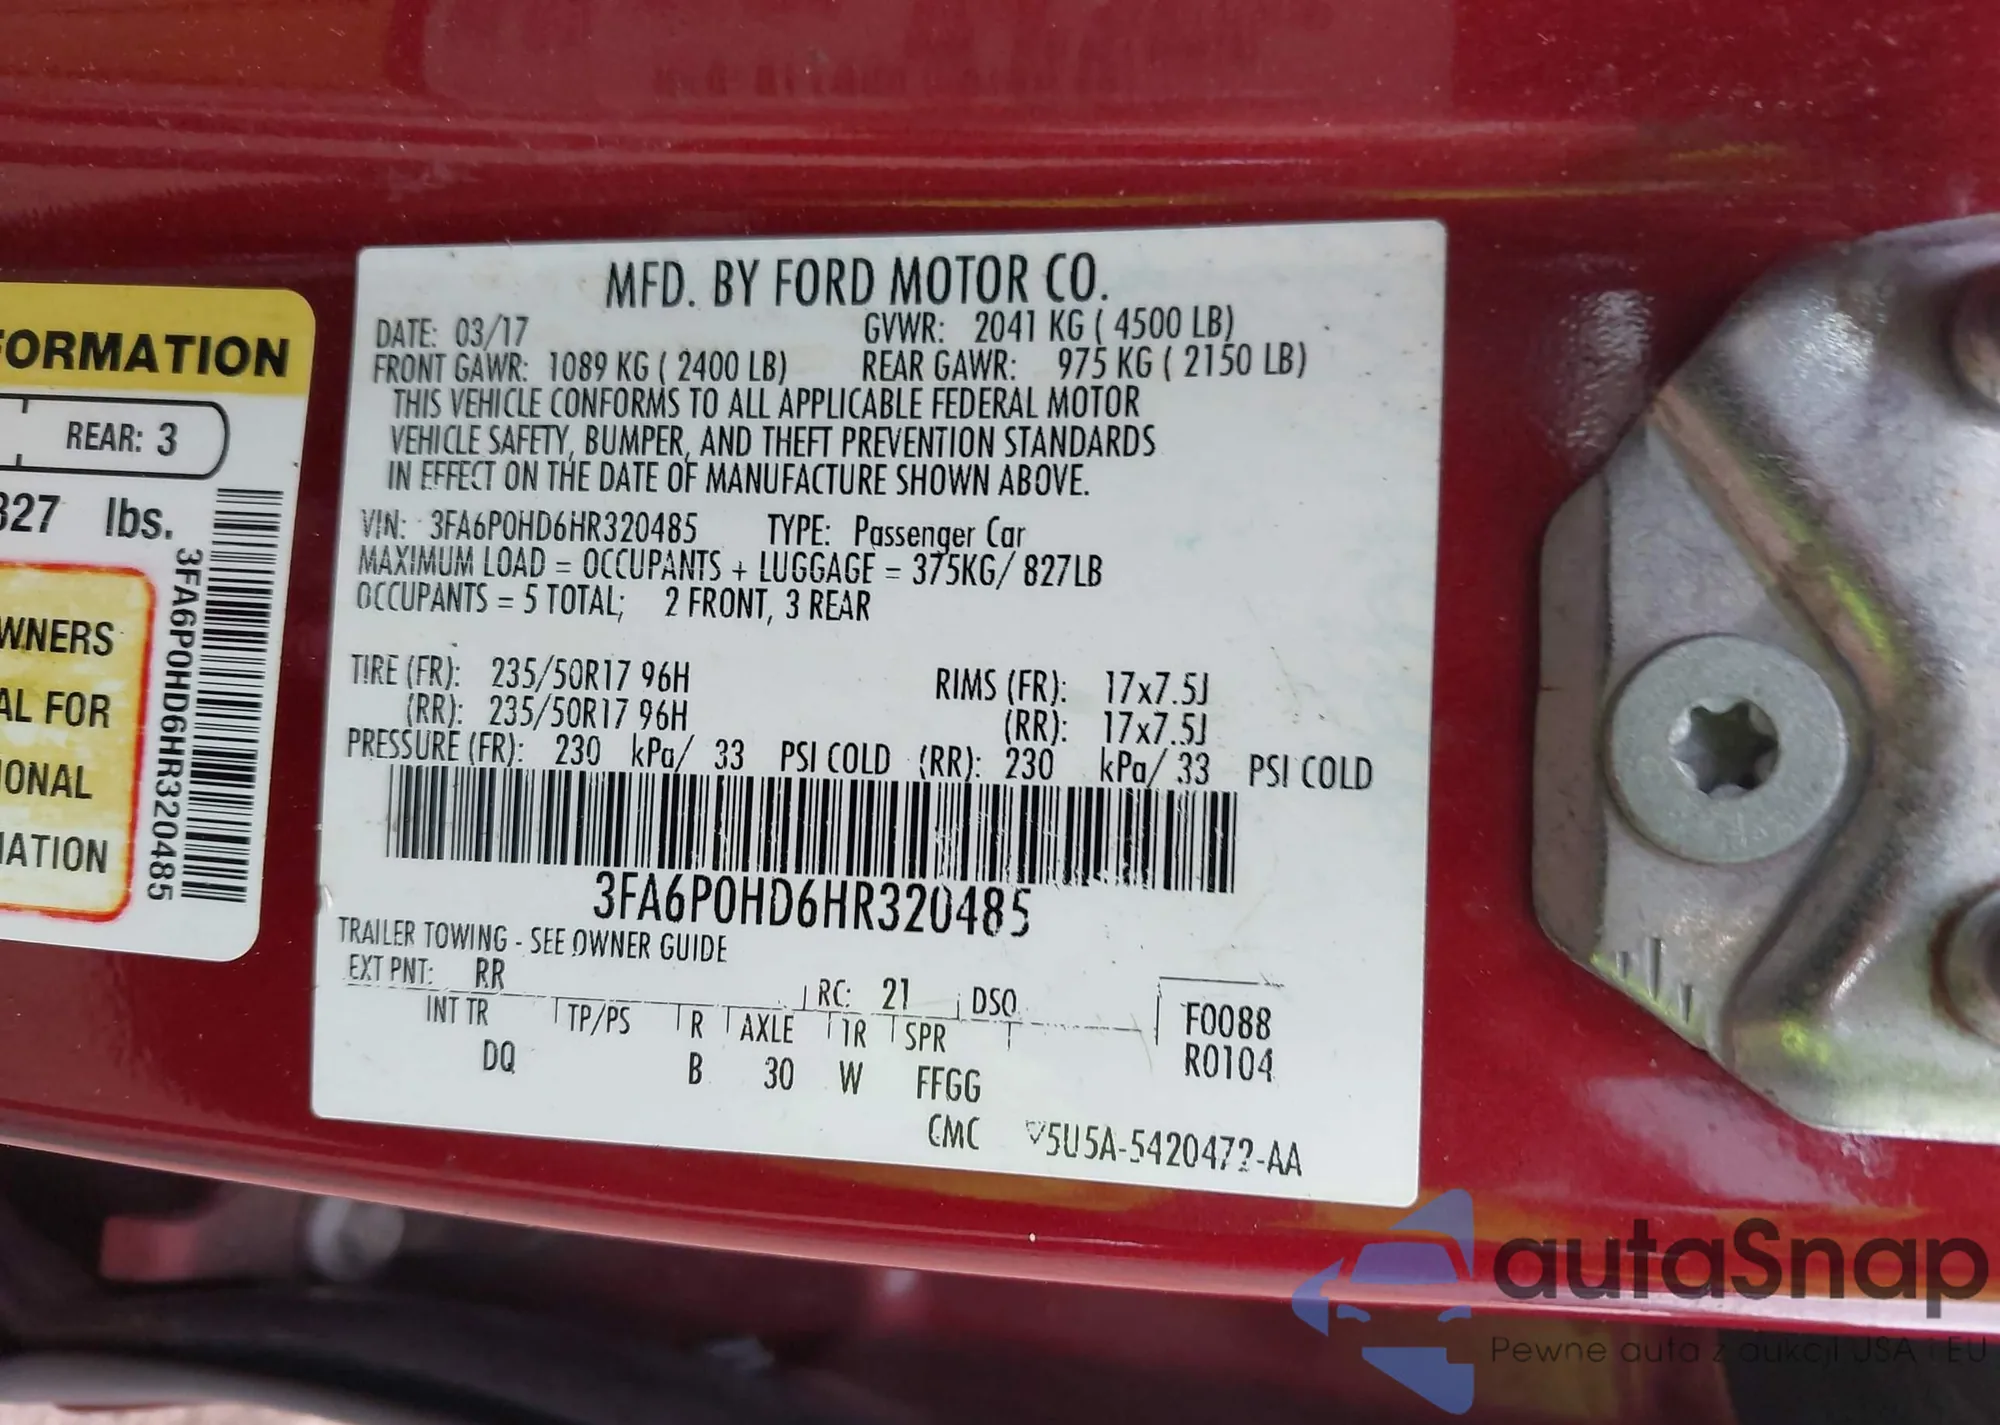 FORMATION
REAR: 3
827 lbs.
WNERS
AL FOR
IONAL
MATION
3FA6P0HD6HR320485
MFD. BY FORD MOTOR CO.
DATE: 03/17 GVWR: 2041 KG ( 4500 LB)
FRONT GAWR: 1089 KG ( 2400 LB) REAR GAWR: 975 KG ( 2150 LB)
THIS VEHICLE CONFORMS TO ALL APPLICABLE FEDERAL MOTOR
VEHICLE SAFETY, BUMPER, AND THEFT PREVENTION STANDARDS
IN EFFECT ON THE DATE OF MANUFACTURE SHOWN ABOVE.
VIN: 3FA6P0HD6HR320485 TYPE: Passenger Car
MAXIMUM LOAD = OCCUPANTS + LUGGAGE = 375KG/ 827LB
OCCUPANTS = 5 TOTAL; 2 FRONT, 3 REAR
TIRE (FR): 235/50R17 96H RIMS (FR): 17x7.5J
(RR): 235/50R17 96H (RR): 17x7.5J
PRESSURE (FR): 230 kPa/ 33 PSI COLD (RR): 230 kPa/ 33 PSI COLD
3FA6P0HD6HR320485
TRAILER TOWING - SEE OWNER GUIDE
EXT PNT: RR RC: 21 DSO F0088
INT TR TP/PS R AXLE TR SPR R0104
DQ B 30 W FFGG
CMC 5U5A-5420472-AA
autaSnap
Pewne auta z aukcji USA i EU